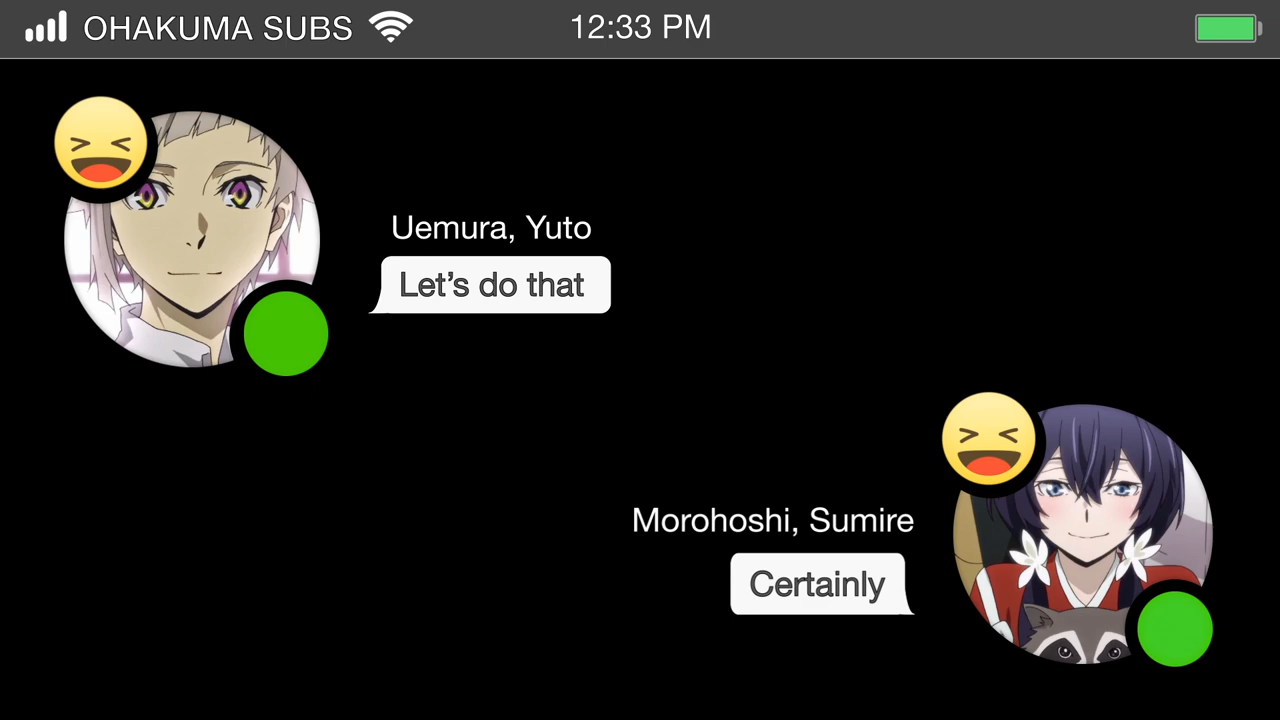 OHAKUMA SUBS 12:33 PM
Uemura, Yuto
Let’s do that
Morohoshi, Sumire
Certainly